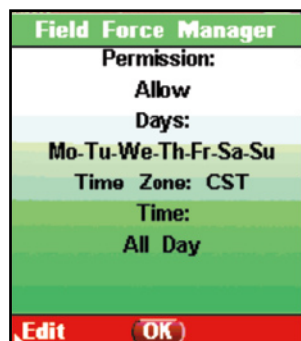 Field Force Manager
Permission:
Allow
Days:
Mo-Tu-We-Th-Fr-Sa-Su
Time Zone: CST
Time:
All Day
Edit OK